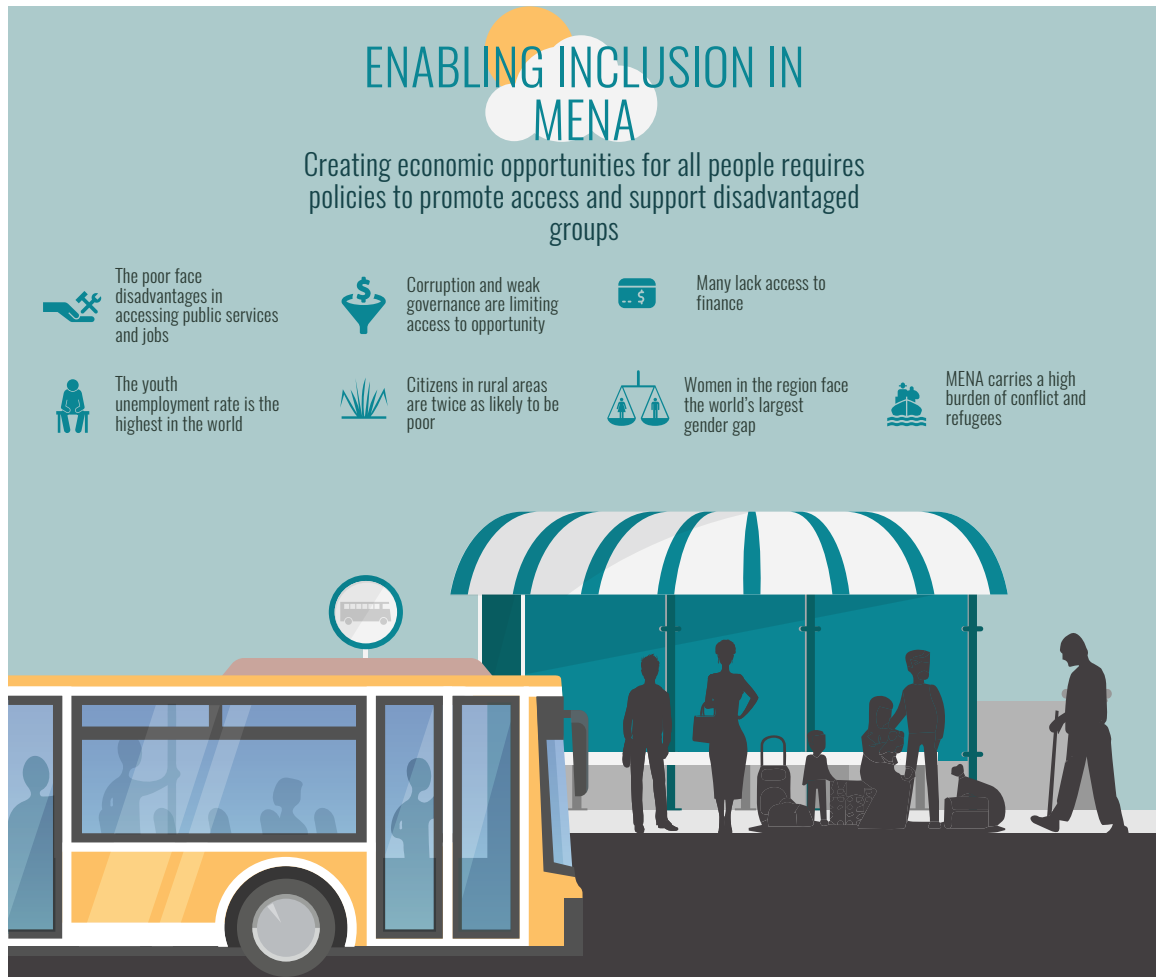 ENABLING INCLUSION IN
MENA
Creating economic opportunities for all people requires
policies to promote access and support disadvantaged
groups
The poor face
disadvantages in
accessing public services
and jobs
Corruption and weak
governance are limiting
access to opportunity
Many lack access to
finance
The youth
unemployment rate is the
highest in the world
Citizens in rural areas
are twice as likely to be
poor
Women in the region face
the world's largest
gender gap
MENA carries a high
burden of conflict and
refugees